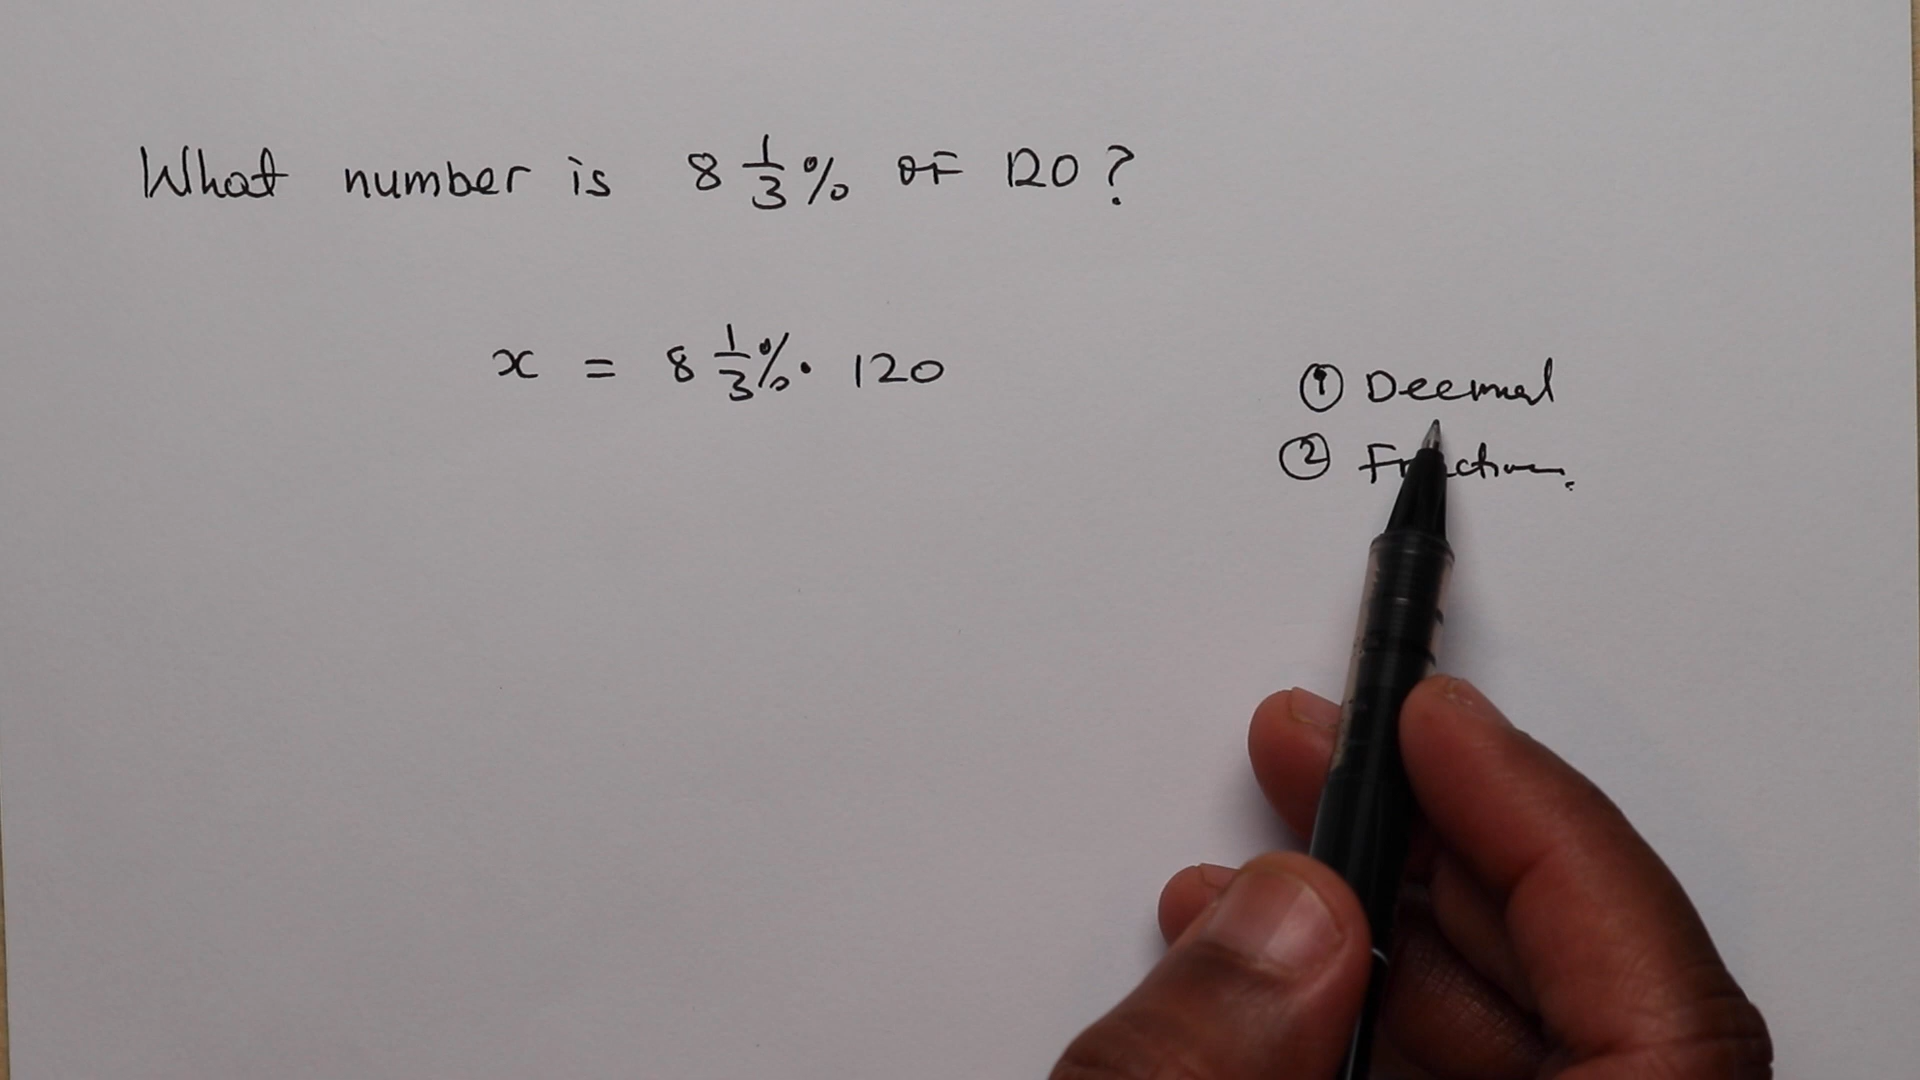 What number is 8 1/3 % of 120?
x = 8 1/3 % · 120
① Decimal
② Fraction.